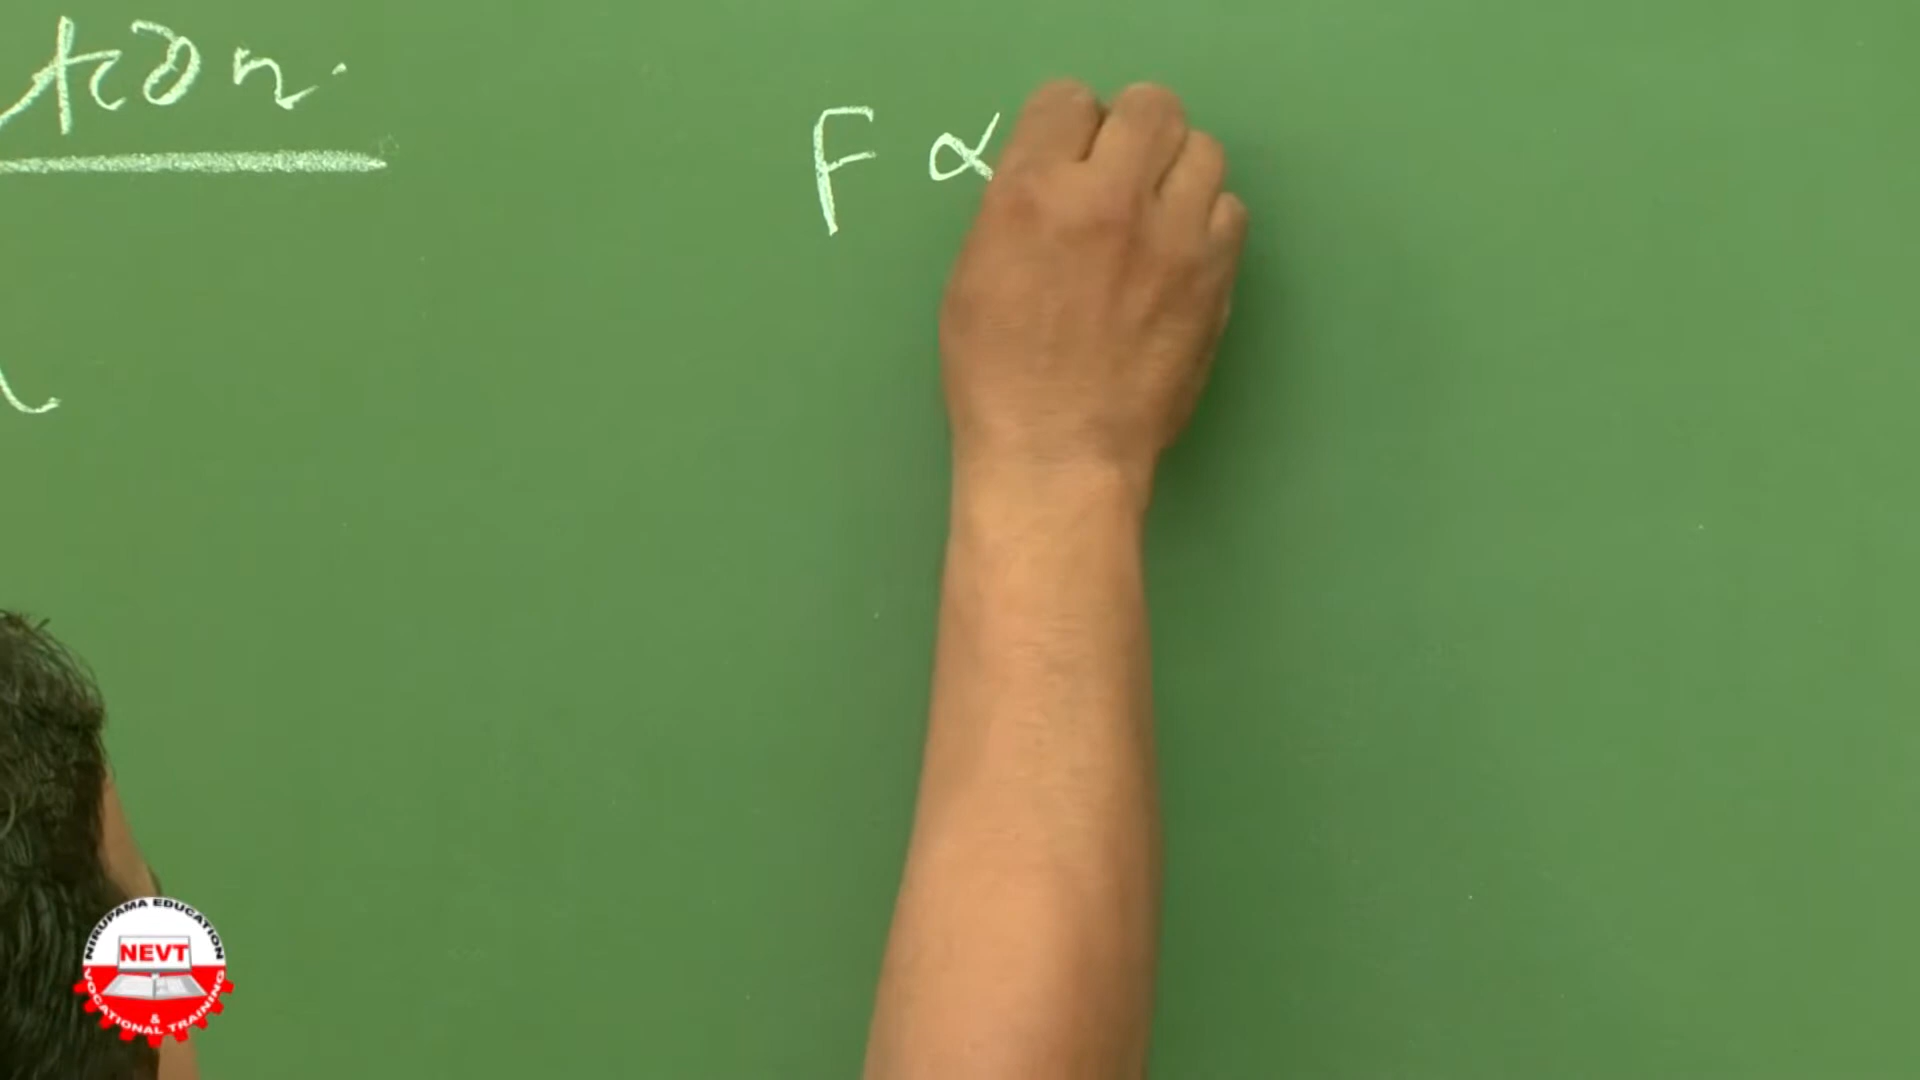 tion.
F ∝
NIRUPAMA EDUCATION
NEVT
&
VOCATIONAL TRAINING